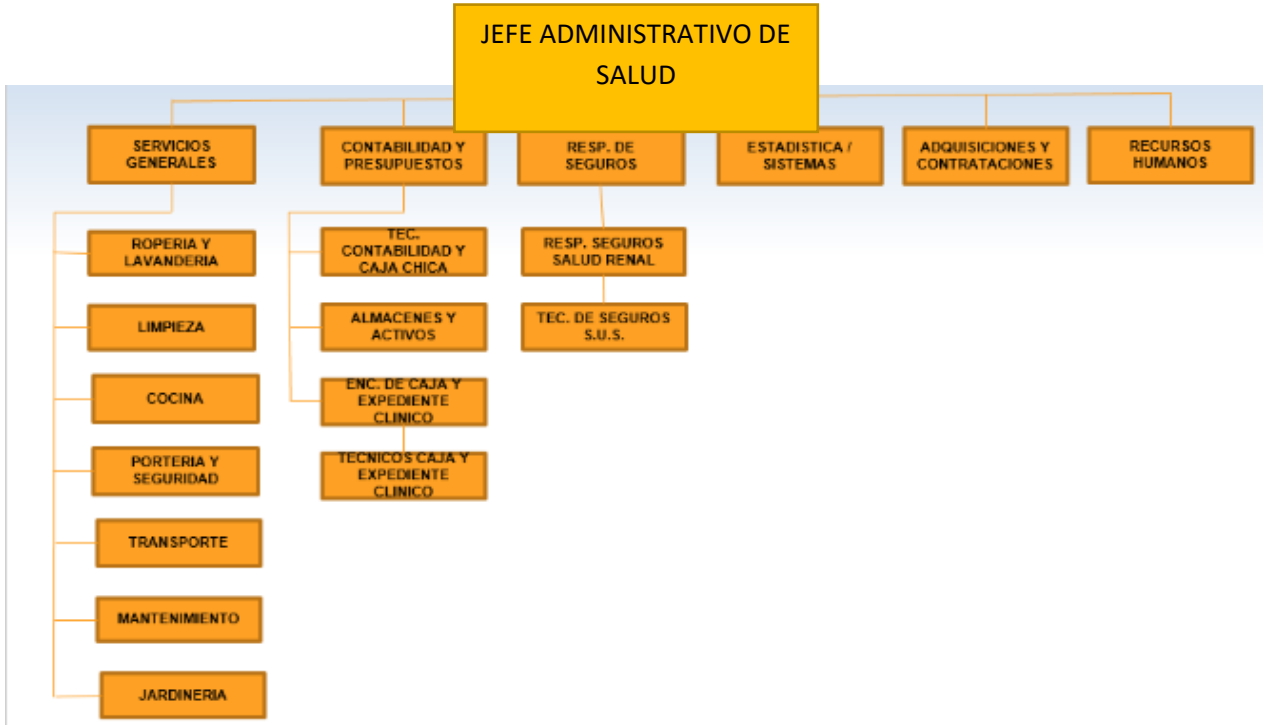 JEFE ADMINISTRATIVO DE
SALUD
SERVICIOS
GENERALES
CONTABILIDAD Y
PRESUPUESTOS
RESP. DE
SEGUROS
ESTADISTICA /
SISTEMAS
ADQUISICIONES Y
CONTRATACIONES
RECURSOS
HUMANOS
ROPERIA Y
LAVANDERIA
LIMPIEZA
COCINA
PORTERIA Y
SEGURIDAD
TRANSPORTE
MANTENIMIENTO
JARDINERIA
TEC.
CONTABILIDAD Y
CAJA CHICA
ALMACENES Y
ACTIVOS
ENC. DE CAJA Y
EXPEDIENTE
CLINICO
TECNICOS CAJA Y
EXPEDIENTE
CLINICO
RESP. SEGUROS
SALUD RENAL
TEC. DE SEGUROS
S.U.S.